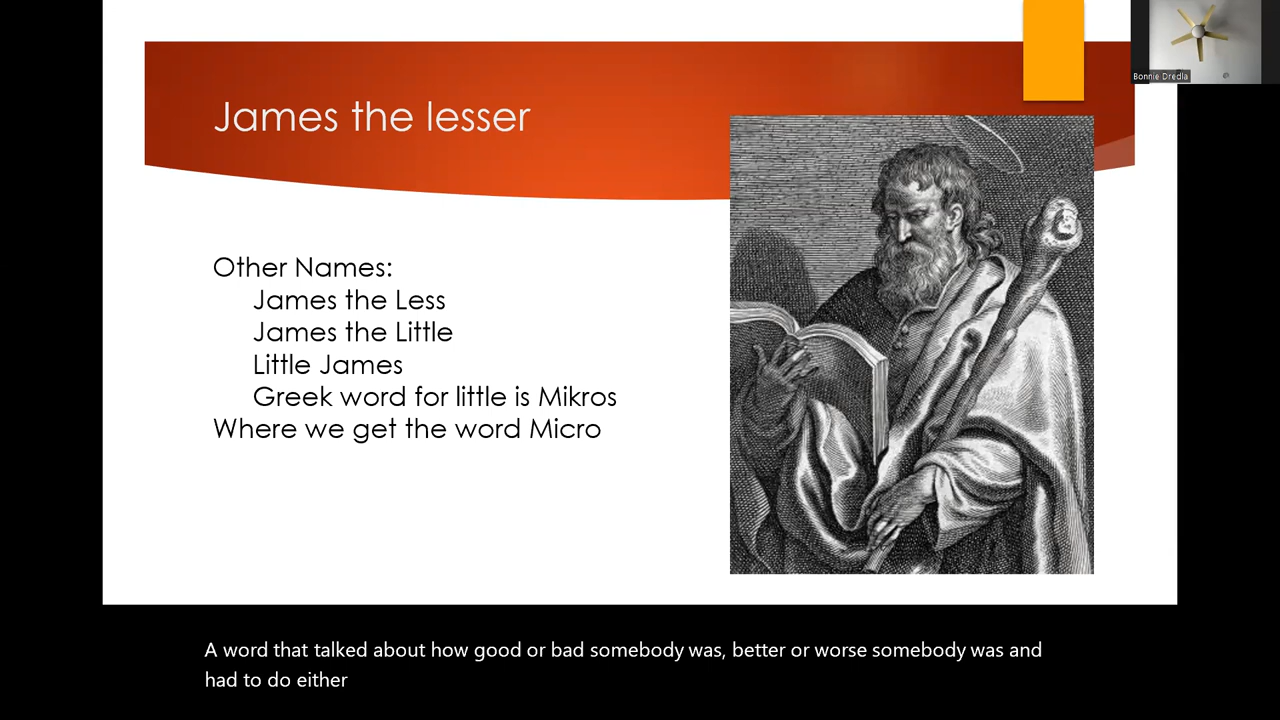 Bonnie Dredla
James the lesser
Other Names:
James the Less
James the Little
Little James
Greek word for little is Mikros
Where we get the word Micro
A word that talked about how good or bad somebody was, better or worse somebody was and
had to do either